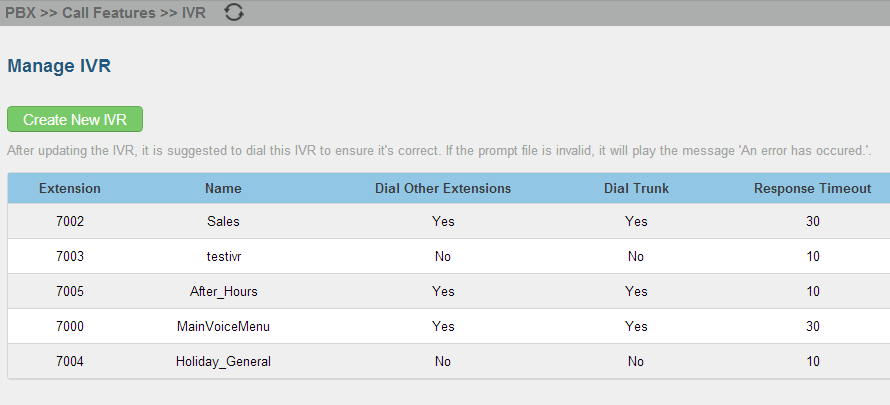 PBX >> Call Features >> IVR
Manage IVR
Create New IVR
After updating the IVR, it is suggested to dial this IVR to ensure it's correct. If the prompt file is invalid, it will play the message 'An error has occured.'.
Extension Name Dial Other Extensions Dial Trunk Response Timeout
7002 Sales Yes Yes 30
7003 testivr No No 10
7005 After_Hours Yes Yes 10
7000 MainVoiceMenu Yes Yes 30
7004 Holiday_General No No 10